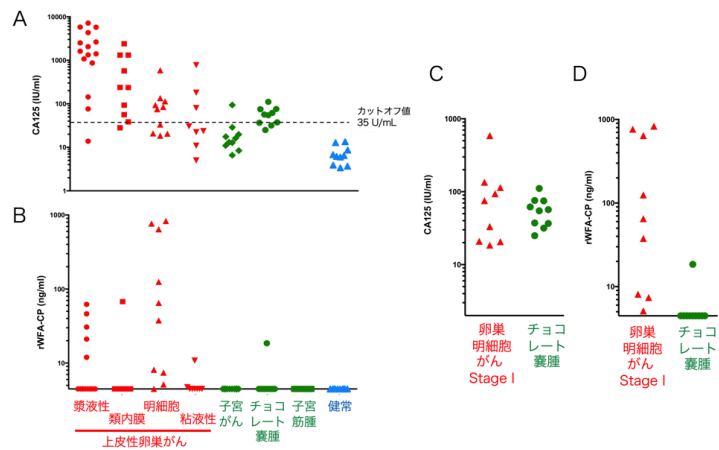 A
CA125 (IU/ml)
10000
1000
100
10
1
カットオフ値
35 U/mL
B
rWFA-CP (ng/ml)
1000
100
10
漿液性
類内膜
明細胞
粘液性
上皮性卵巣がん
子宮
がん
チョコ
レート
嚢腫
子宮
筋腫
健常
C
CA125 (IU/ml)
1000
100
10
卵巣
明細胞
がん
Stage I
チョコ
レート
嚢腫
D
rWFA-CP (ng/ml)
1000
100
10
卵巣
明細胞
がん
Stage I
チョコ
レート
嚢腫